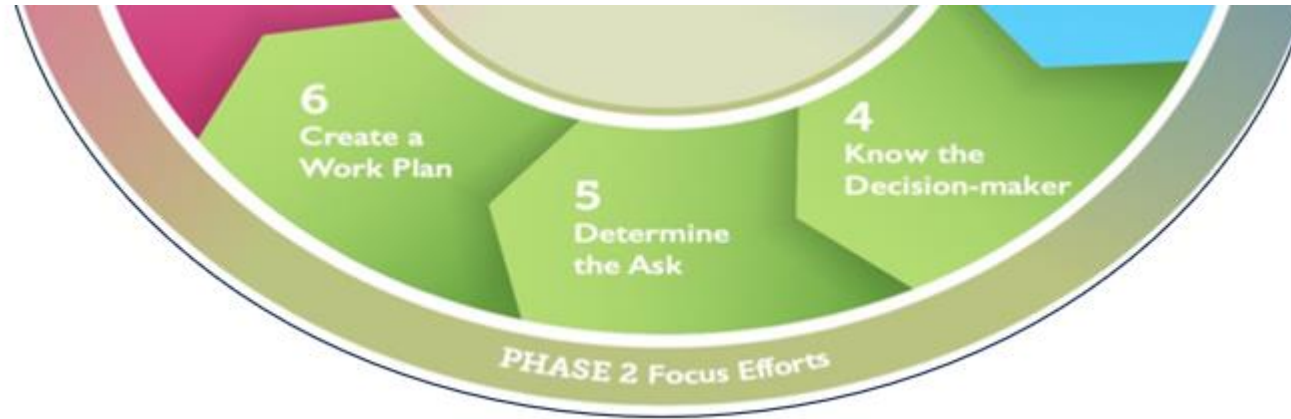 4
Know the
Decision-maker
5
Determine
the Ask
6
Create a
Work Plan
PHASE 2 Focus Efforts